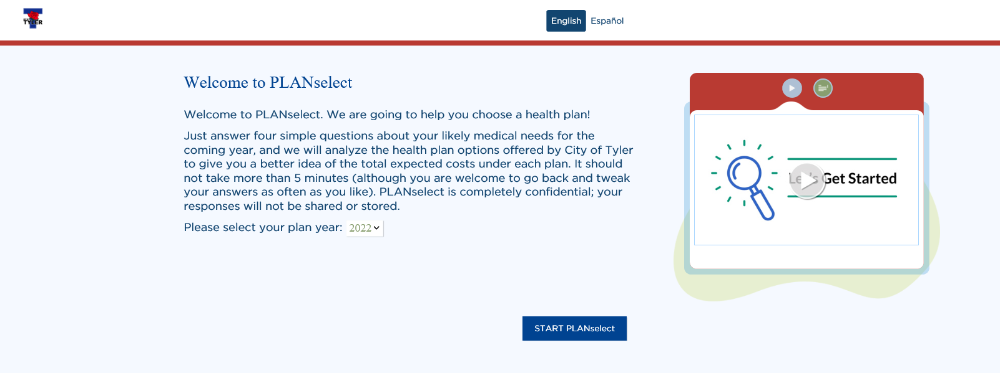 TYLER
English Español
Welcome to PLANselect
Welcome to PLANselect. We are going to help you choose a health plan!
Just answer four simple questions about your likely medical needs for the
coming year, and we will analyze the health plan options offered by City of Tyler
to give you a better idea of the total expected costs under each plan. It should
not take more than 5 minutes (although you are welcome to go back and tweak
your answers as often as you like). PLANselect is completely confidential; your
responses will not be shared or stored.
Please select your plan year: 2022
Let's Get Started
START PLANselect